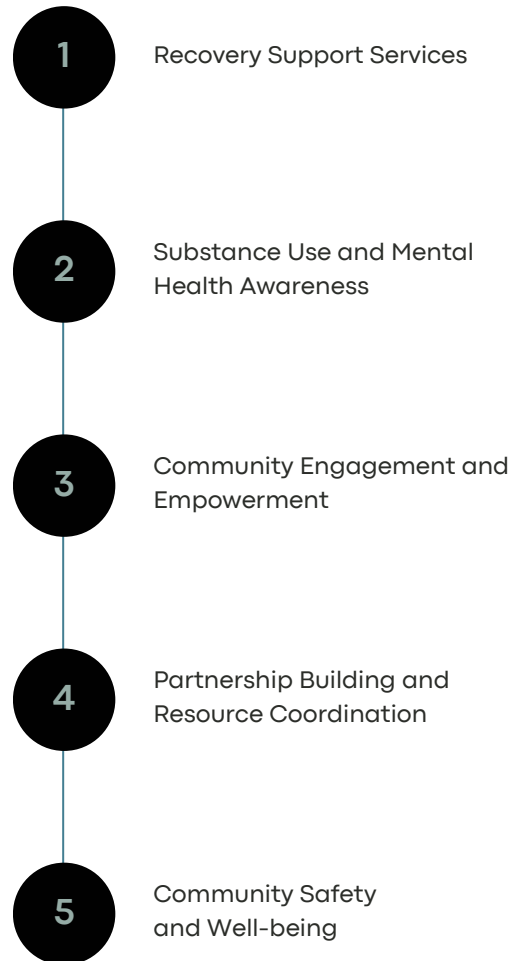 1
Recovery Support Services
2
Substance Use and Mental
Health Awareness
3
Community Engagement and
Empowerment
4
Partnership Building and
Resource Coordination
5
Community Safety
and Well-being